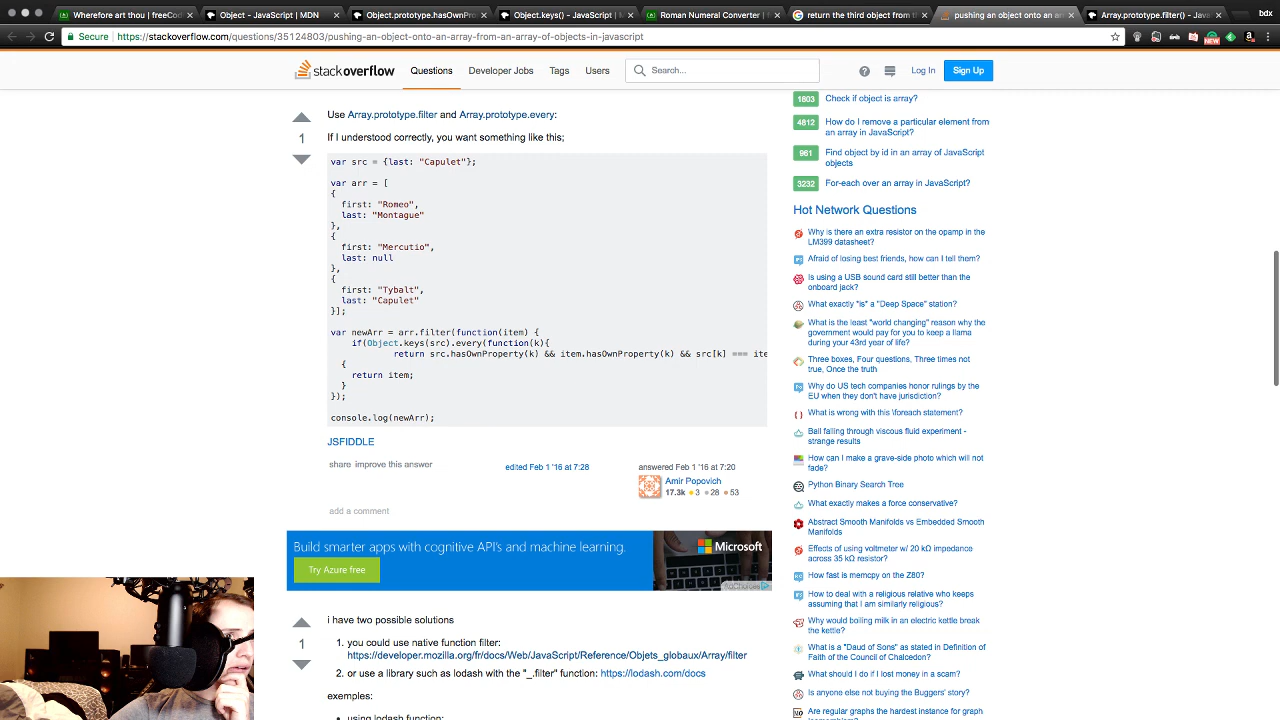 Wherefore art thou | freeCod
Object - JavaScript | MDN
Object.prototype.hasOwnPro
Object.keys() - JavaScript | M
Roman Numeral Converter |
return the third object from t
pushing an object onto an ar
Array.prototype.filter() - Java
bdx
Secure
https://stackoverflow.com/questions/35124803/pushing-an-object-onto-an-array-from-an-array-of-objects-in-javascript
NEW
stackoverflow
Questions
Developer Jobs
Tags
Users
Search...
Log In
Sign Up
Use Array.prototype.filter and Array.prototype.every:
1
If I understood correctly, you want something like this;
var src = {last: "Capulet"};
var arr = [
{
first: "Romeo",
last: "Montague"
},
{
first: "Mercutio",
last: null
},
{
first: "Tybalt",
last: "Capulet"
}];
var newArr = arr.filter(function(item) {
if(Object.keys(src).every(function(k){
return src.hasOwnProperty(k) && item.hasOwnProperty(k) && src[k] === ite
{
return item;
}
});
console.log(newArr);
JSFIDDLE
share improve this answer
edited Feb 1 '16 at 7:28
answered Feb 1 '16 at 7:20
Amir Popovich
17.3k 3 28 53
add a comment
Build smarter apps with cognitive API's and machine learning.
Try Azure free
Microsoft
AdChoices
1
i have two possible solutions
1. you could use native function filter:
https://developer.mozilla.org/fr/docs/Web/JavaScript/Reference/Objets_globaux/Array/filter
2. or use a library such as lodash with the "_.filter" function: https://lodash.com/docs
exemples:
using lodash function:
1603 Check if object is array?
4812 How do I remove a particular element from
an array in JavaScript?
961 Find object by id in an array of JavaScript
objects
3232 For-each over an array in JavaScript?
Hot Network Questions
Why is there an extra resistor on the opamp in the
LM399 datasheet?
Afraid of losing best friends, how can I tell them?
Is using a USB sound card still better than the
onboard jack?
What exactly *is* a "Deep Space" station?
What is the least "world changing" reason why the
government would pay for you to keep a llama
during your 43rd year of life?
Three boxes, Four questions, Three times not
true, Once the truth
Why do US tech companies honor rulings by the
EU when they don't have jurisdiction?
What is wrong with this \foreach statement?
Ball falling through viscous fluid experiment -
strange results
How can I make a grave-side photo which will not
fade?
Python Binary Search Tree
What exactly makes a force conservative?
Abstract Smooth Manifolds vs Embedded Smooth
Manifolds
Effects of using voltmeter w/ 20 kΩ impedance
across 35 kΩ resistor?
How fast is memcpy on the Z80?
How to deal with a religious relative who keeps
assuming that I am similarly religious?
Why would boiling milk in an electric kettle break
the kettle?
What is a "Daud of Sons" as stated in Definition of
Faith of the Council of Chalcedon?
What should I do if I lost money in a scam?
Is anyone else not buying the Buggers' story?
Are regular graphs the hardest instance for graph